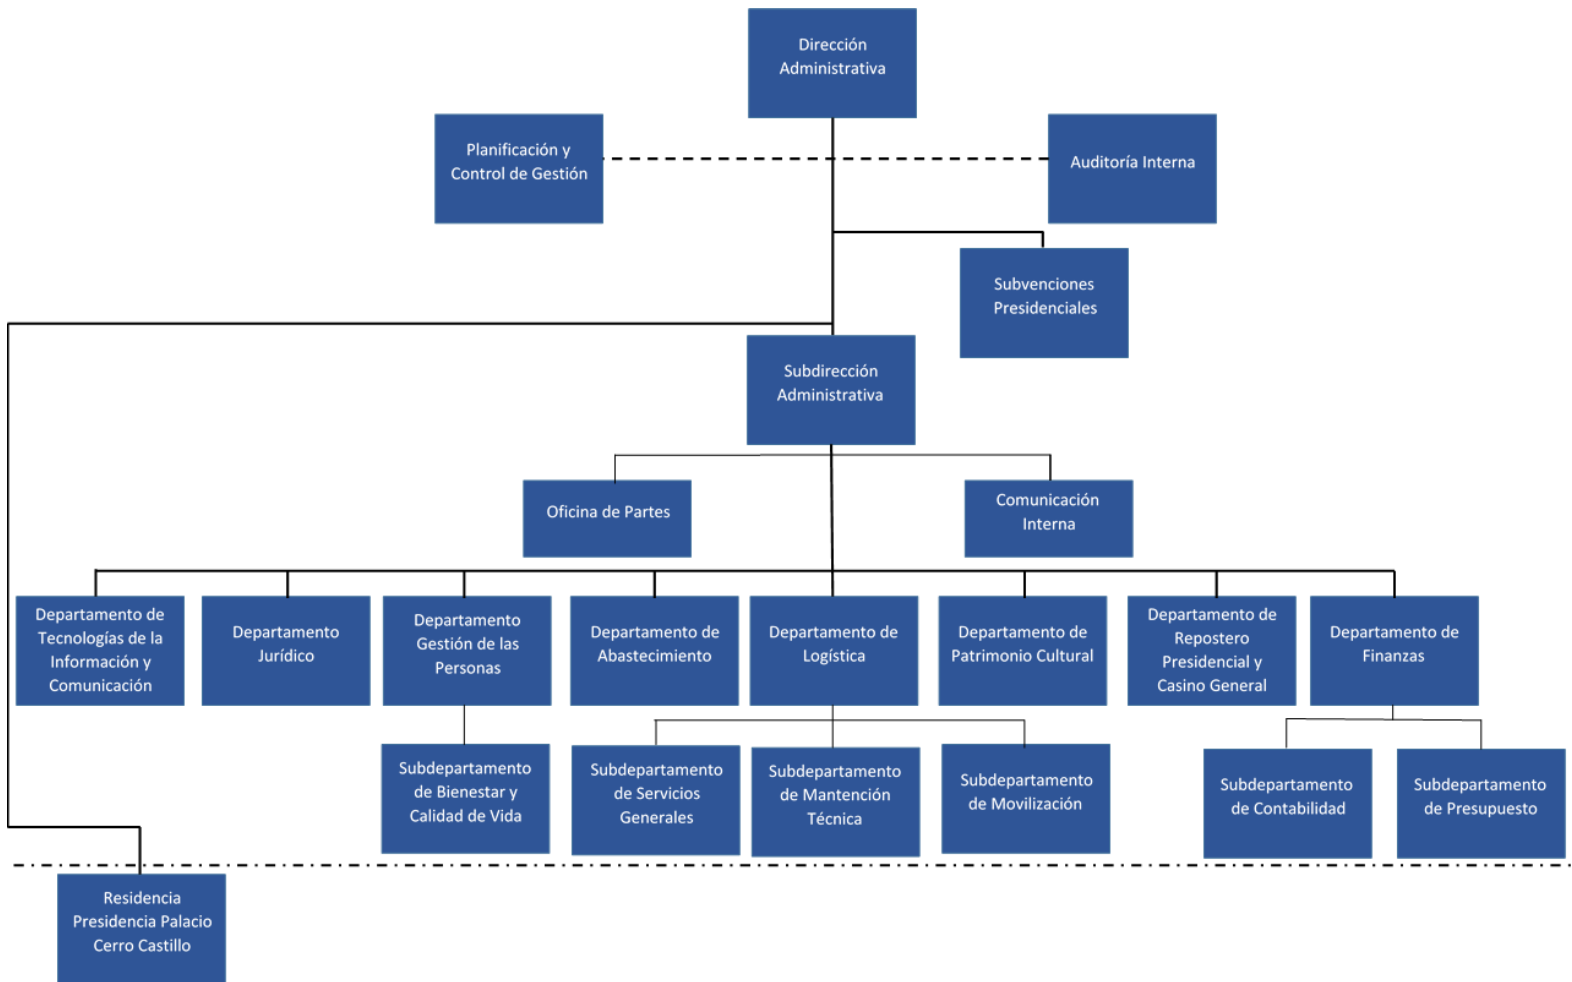 Dirección
Administrativa
Planificación y
Control de Gestión
Auditoría Interna
Subvenciones
Presidenciales
Subdirección
Administrativa
Oficina de Partes
Comunicación
Interna
Departamento de
Tecnologías de la
Información y
Comunicación
Departamento
Jurídico
Departamento
Gestión de las
Personas
Departamento de
Abastecimiento
Departamento de
Logística
Departamento de
Patrimonio Cultural
Departamento de
Repostero
Presidencial y
Casino General
Departamento de
Finanzas
Subdepartamento
de Bienestar y
Calidad de Vida
Subdepartamento
de Servicios
Generales
Subdepartamento
de Mantención
Técnica
Subdepartamento
de Movilización
Subdepartamento
de Contabilidad
Subdepartamento
de Presupuesto
Residencia
Presidencia Palacio
Cerro Castillo